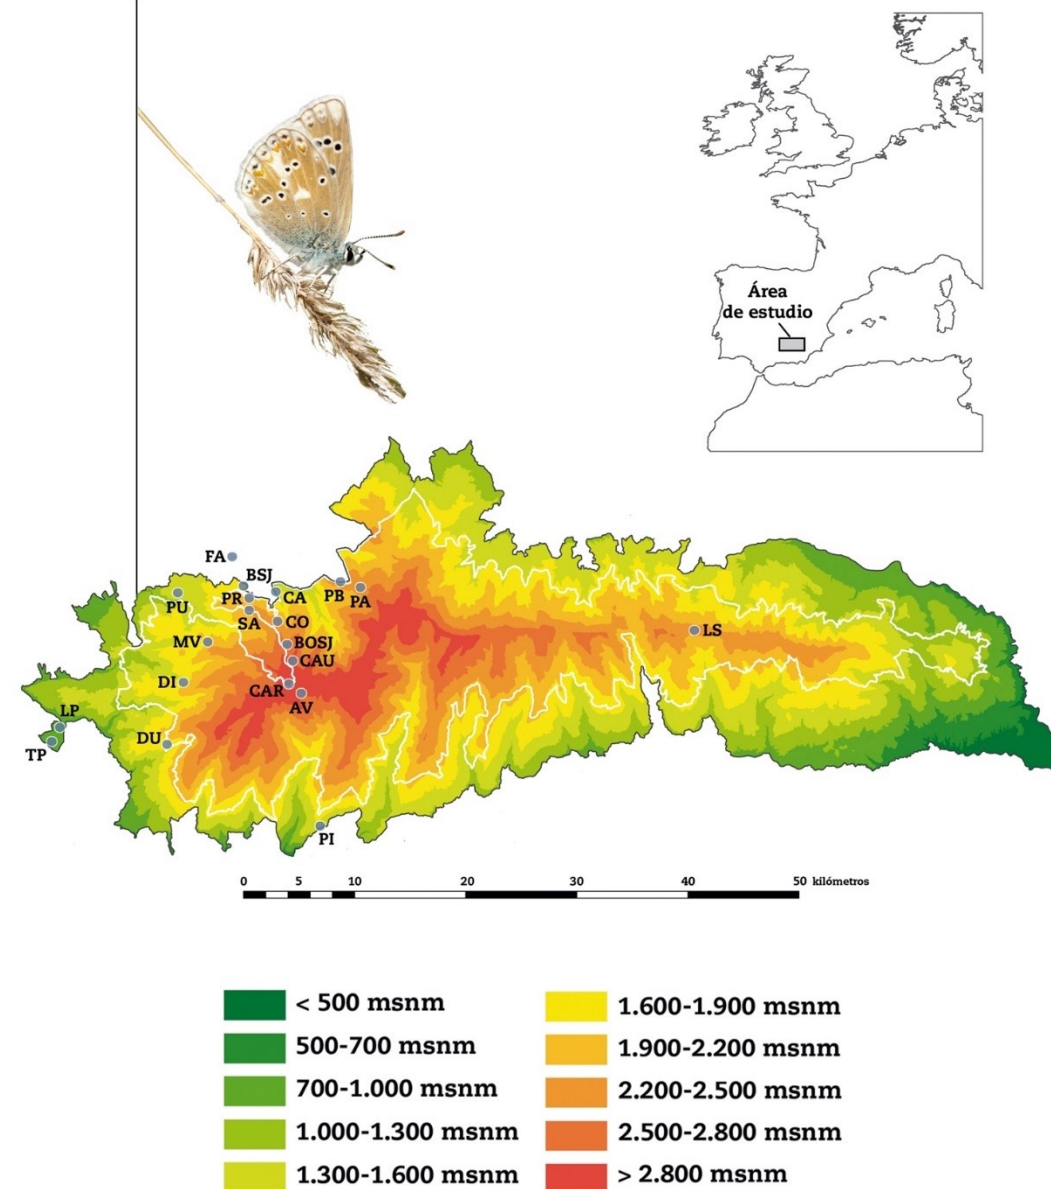 Área
de estudio
FA
BSJ
PU
PR
CA
PB
PA
SA
CO
MV
BOSJ
LS
CAU
DI
CAR
AV
LP
DU
TP
PI
0 5 10 20 30 40 50 kilómetros
< 500 msnm
500-700 msnm
700-1.000 msnm
1.000-1.300 msnm
1.300-1.600 msnm
1.600-1.900 msnm
1.900-2.200 msnm
2.200-2.500 msnm
2.500-2.800 msnm
> 2.800 msnm